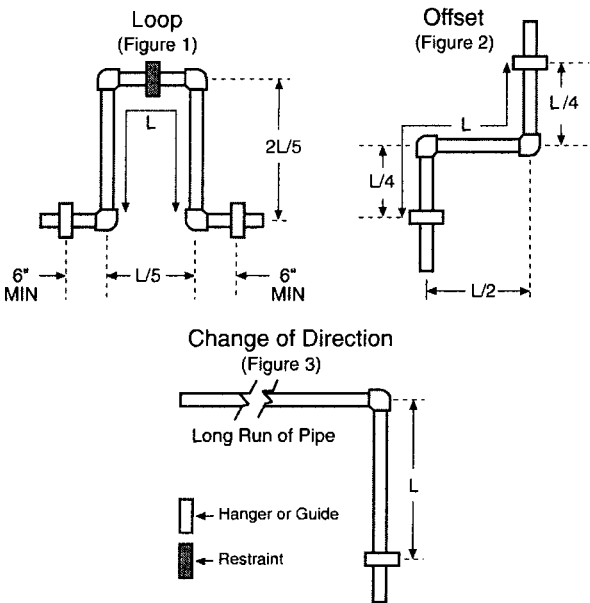 Loop
(Figure 1)
L
2L/5
6" MIN
L/5
6" MIN
Offset
(Figure 2)
L/4
L
L/4
L/2
Change of Direction
(Figure 3)
Long Run of Pipe
L
Hanger or Guide
Restraint